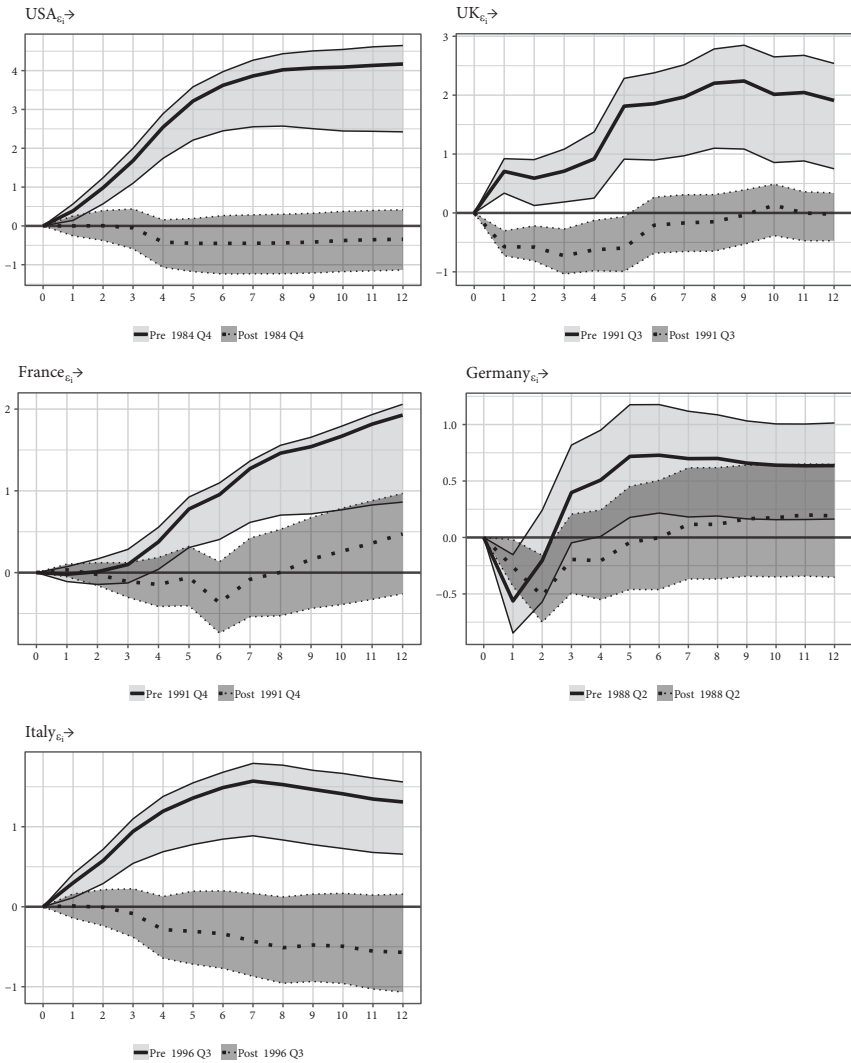 USAεi→
4
3
2
1
0
−1
0 1 2 3 4 5 6 7 8 9 10 11 12
Pre 1984 Q4 Post 1984 Q4
UKεi→
3
2
1
0
−1
0 1 2 3 4 5 6 7 8 9 10 11 12
Pre 1991 Q3 Post 1991 Q3
Franceεi→
2
1
0
0 1 2 3 4 5 6 7 8 9 10 11 12
Pre 1991 Q4 Post 1991 Q4
Germanyεi→
1.0
0.5
0.0
−0.5
0 1 2 3 4 5 6 7 8 9 10 11 12
Pre 1988 Q2 Post 1988 Q2
Italyεi→
1
0
−1
0 1 2 3 4 5 6 7 8 9 10 11 12
Pre 1996 Q3 Post 1996 Q3